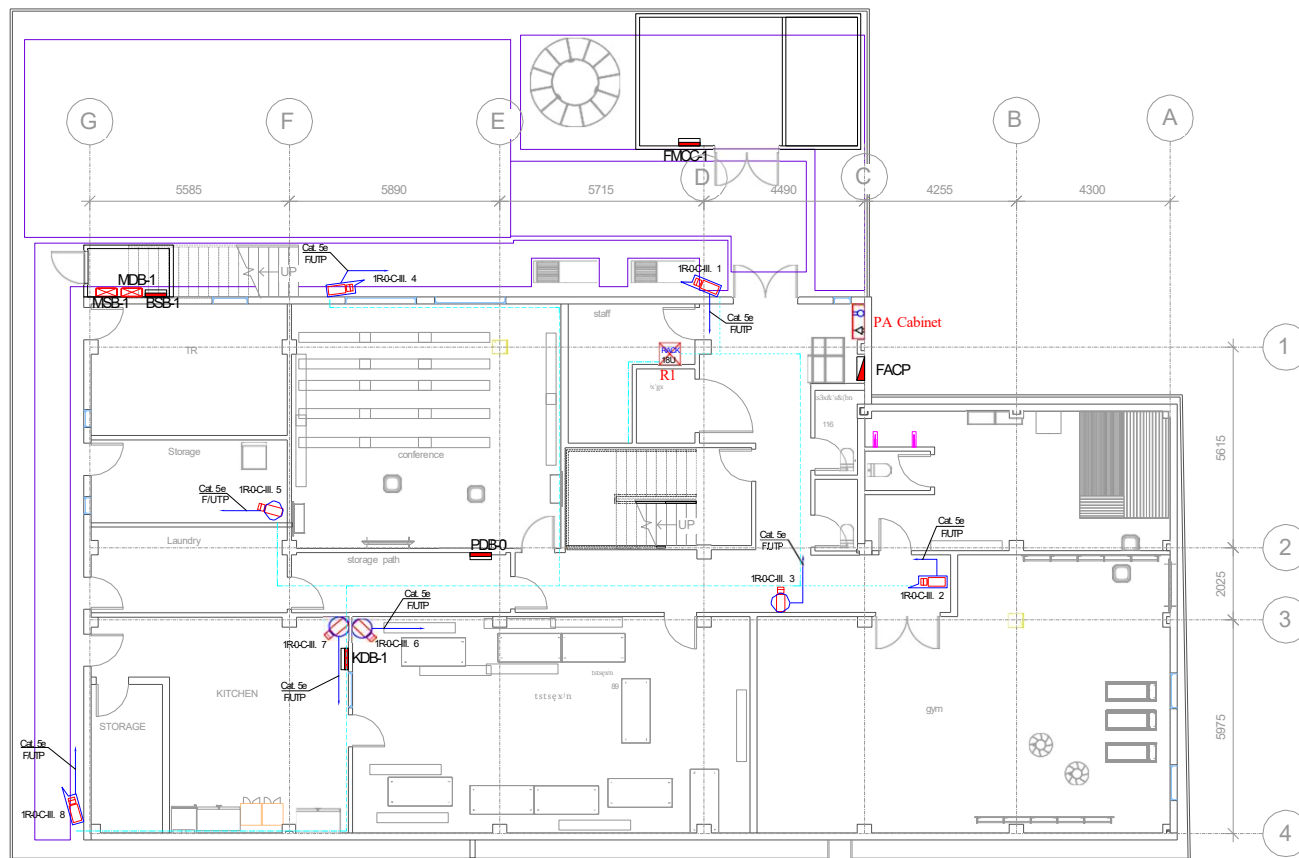 G
F
E
D
C
B
A
5585
5890
5715
4490
4255
4300
FMOC-1
Cat. 5e
F/UTP
1R-0-C-III. 4
UP
1R-0-C-III. 1
MDB-1
MSB-1
BSB-1
Cat. 5e
F/UTP
staff
PA Cabinet
TR
RACK
18U
R1
FACP
1
116
5615
Storage
conference
Cat. 5e
F/UTP
1R-0-C-III. 5
UP
Cat. 5e
F/UTP
Cat. 5e
F/UTP
Laundry
PDB-0
storage path
2
1R-0-C-III. 3
1R-0-C-III. 2
2025
Cat. 5e
F/UTP
3
1R-0-C-III. 7
1R-0-C-III. 6
KDB-1
Cat. 5e
F/UTP
KITCHEN
89
gym
STORAGE
5975
Cat. 5e
F/UTP
1R-0-C-III. 8
4